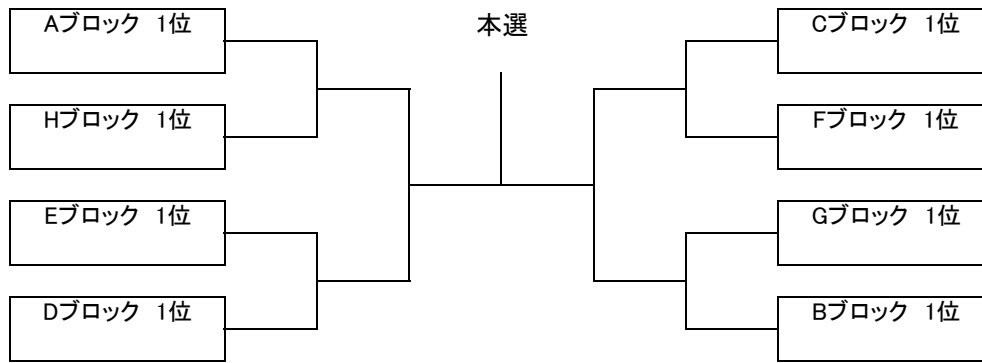 本選
Aブロック 1位
Hブロック 1位
Eブロック 1位
Dブロック 1位
Cブロック 1位
Fブロック 1位
Gブロック 1位
Bブロック 1位